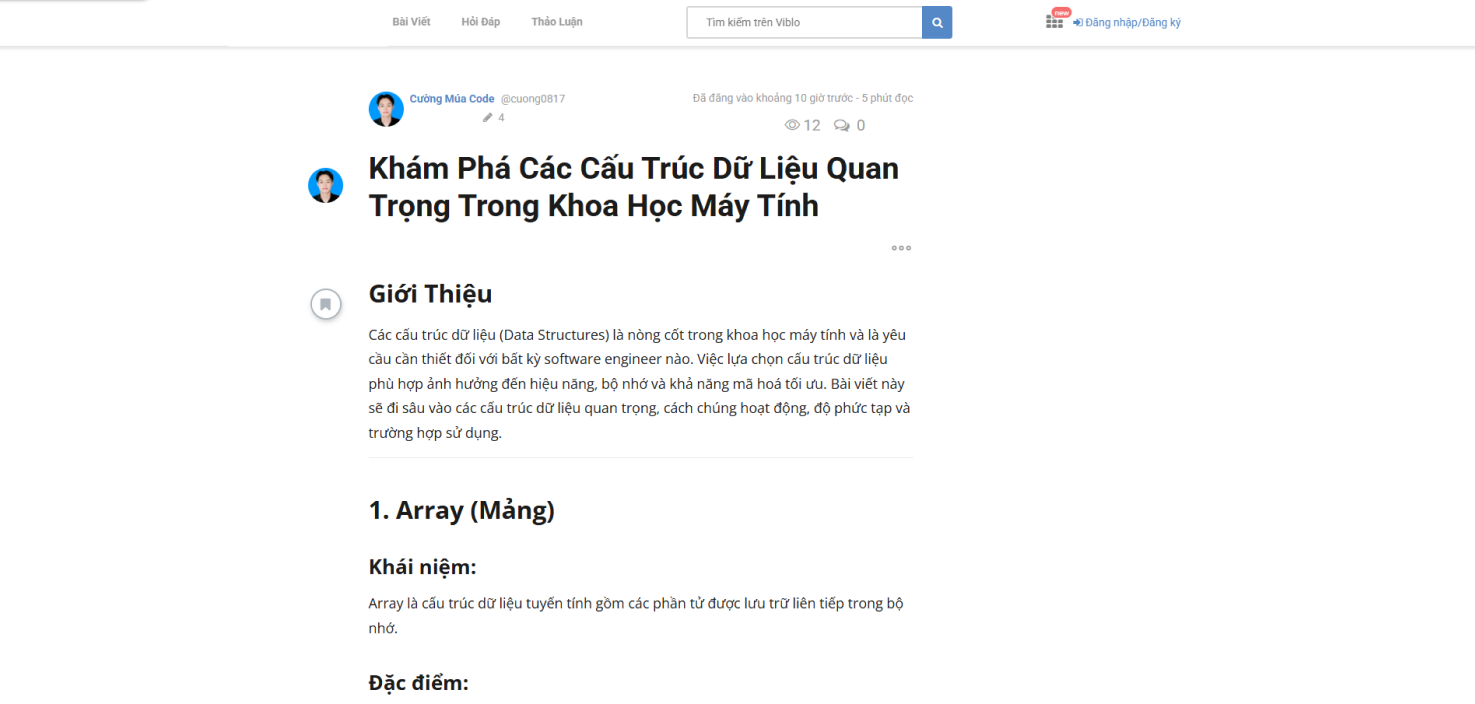 Bài Viết Hỏi Đáp Thảo Luận Tìm kiếm trên Viblo new Đăng nhập/Đăng ký
Cường Múa Code @cuong0817 Đã đăng vào khoảng 10 giờ trước - 5 phút đọc
4 12 0
Khám Phá Các Cấu Trúc Dữ Liệu Quan
Trọng Trong Khoa Học Máy Tính
Giới Thiệu
Các cấu trúc dữ liệu (Data Structures) là nòng cốt trong khoa học máy tính và là yêu
cầu cần thiết đối với bất kỳ software engineer nào. Việc lựa chọn cấu trúc dữ liệu
phù hợp ảnh hưởng đến hiệu năng, bộ nhớ và khả năng mã hoá tối ưu. Bài viết này
sẽ đi sâu vào các cấu trúc dữ liệu quan trọng, cách chúng hoạt động, độ phức tạp và
trường hợp sử dụng.
1. Array (Mảng)
Khái niệm:
Array là cấu trúc dữ liệu tuyến tính gồm các phần tử được lưu trữ liên tiếp trong bộ
nhớ.
Đặc điểm: